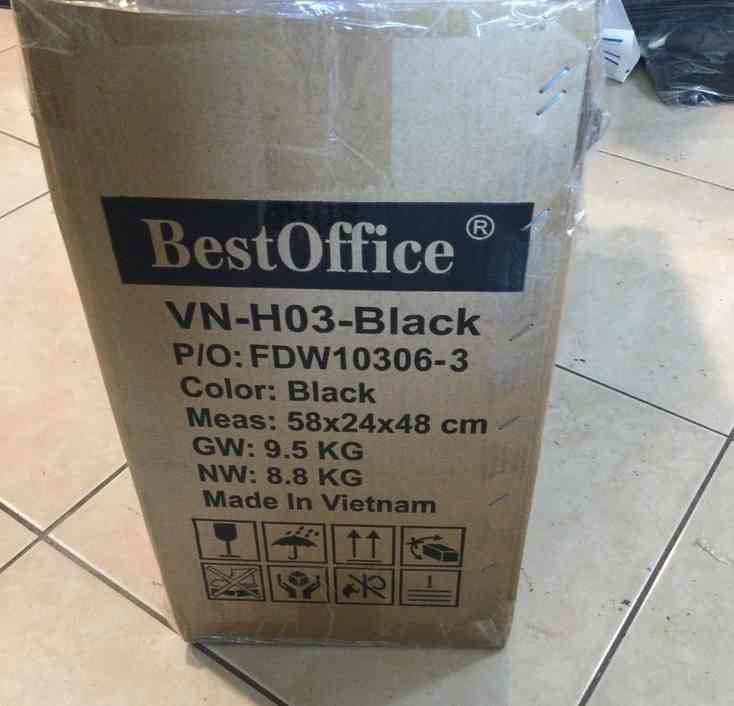 BestOffice®
VN-H03-Black
P/O: FDW10306-3
Color: Black
Meas: 58x24x48 cm
GW: 9.5 KG
NW: 8.8 KG
Made In Vietnam